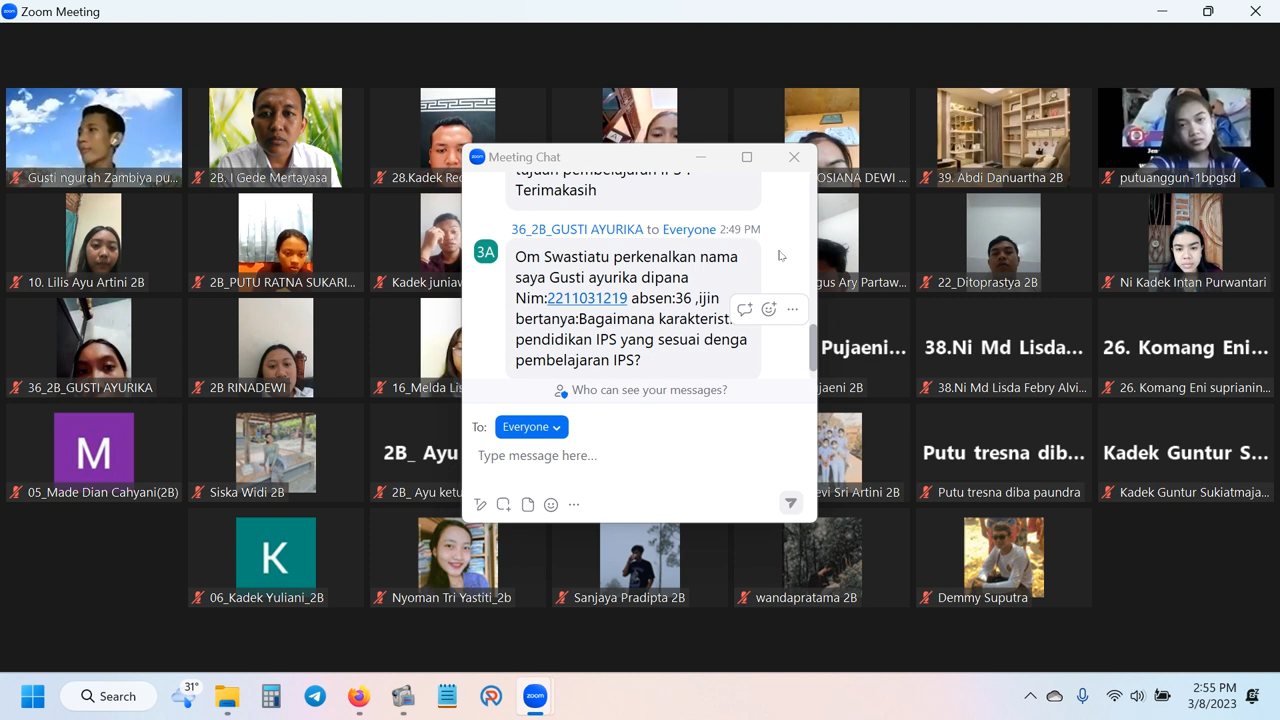 Zoom Meeting
Gusti ngurah Zambiya pu...
2B. I Gede Mertayasa
28.Kadek Red
OSIANA DEWI ...
39. Abdi Danuartha 2B
putuanggun-1bpgsd
Meeting Chat
Terimakasih
36_2B_GUSTI AYURIKA to Everyone 2:49 PM
3A
Om Swastiatu perkenalkan nama
saya Gusti ayurika dipana
Nim:2211031219 absen:36 ,ijin
bertanya:Bagaimana karakterist
pendidikan IPS yang sesuai denga
pembelajaran IPS?
Who can see your messages?
To: Everyone
Type message here...
10. Lilis Ayu Artini 2B
2B_PUTU RATNA SUKARI...
Kadek juniaw
gus Ary Partaw...
22_Ditoprastya 2B
Ni Kadek Intan Purwantari
36_2B_GUSTI AYURIKA
2B RINADEWI
16_Melda Lis
Pujaeni...
jaeni 2B
38.Ni Md Lisda...
38.Ni Md Lisda Febry Alvi...
26. Komang Eni...
26. Komang Eni suprianin...
M
05_Made Dian Cahyani(2B)
Siska Widi 2B
2B_ Ayu
2B_ Ayu ketu
evi Sri Artini 2B
Putu tresna dib...
Putu tresna diba paundra
Kadek Guntur S...
Kadek Guntur Sukiatmaja...
K
06_Kadek Yuliani_2B
Nyoman Tri Yastiti_2b
Sanjaya Pradipta 2B
wandapratama 2B
Demmy Suputra
31°
Search
zoom
2:55 PM
3/8/2023